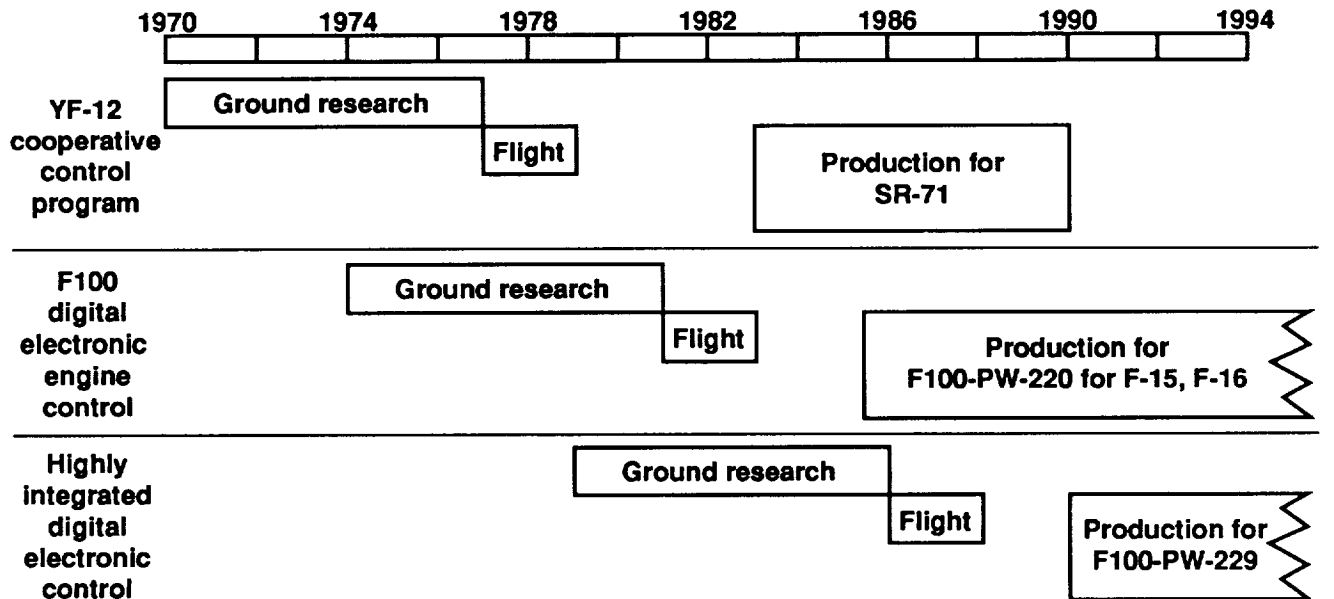 1970 1974 1978 1982 1986 1990 1994
YF-12
cooperative
control
program
Ground research
Flight
Production for
SR-71
F100
digital
electronic
engine
control
Ground research
Flight
Production for
F100-PW-220 for F-15, F-16
Highly
integrated
digital
electronic
control
Ground research
Flight
Production for
F100-PW-229